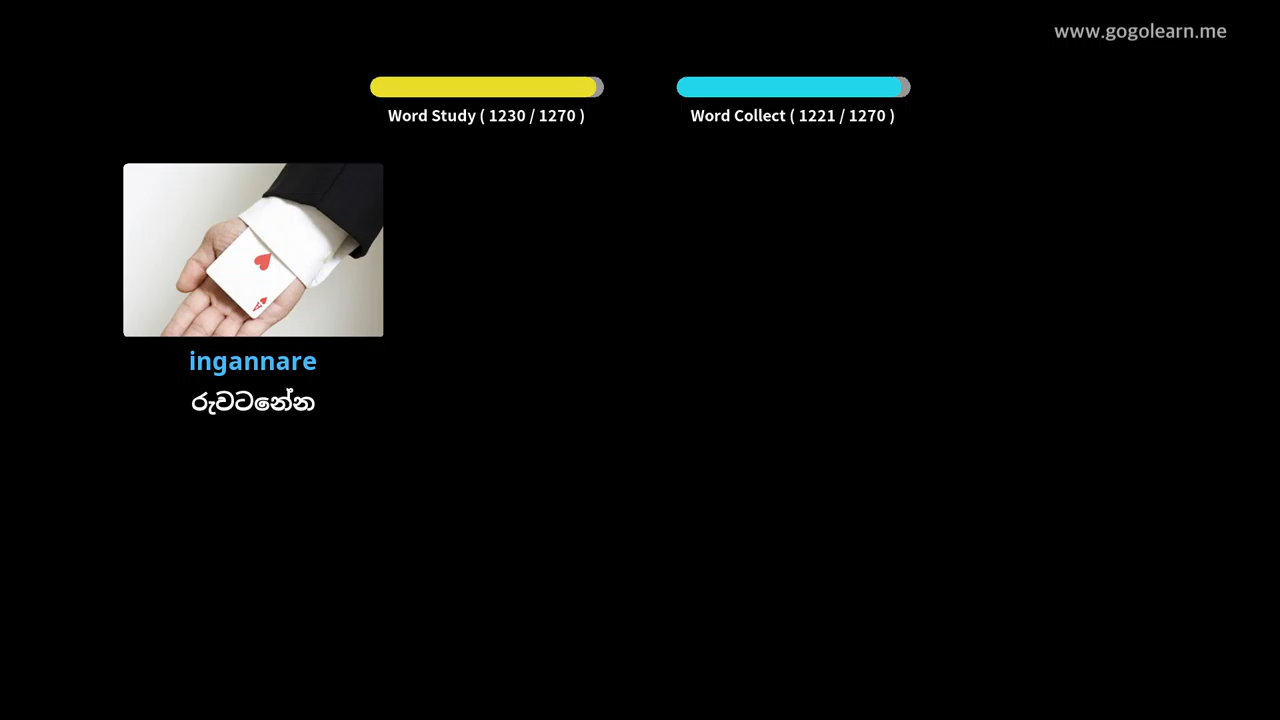 www.gogolearn.me
Word Study ( 1230 / 1270 )
Word Collect ( 1221 / 1270 )
A
ingannare
රුවටනේන